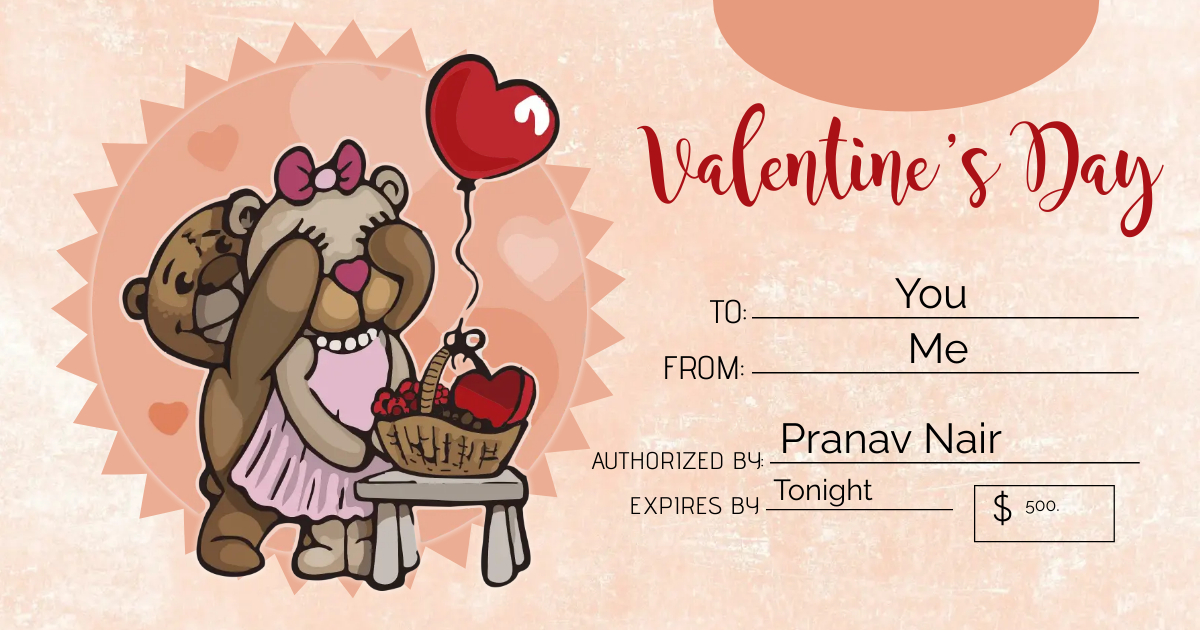 Valentine's Day
TO: You
FROM: Me
AUTHORIZED BY: Pranav Nair
EXPIRES BY Tonight
$ 500.